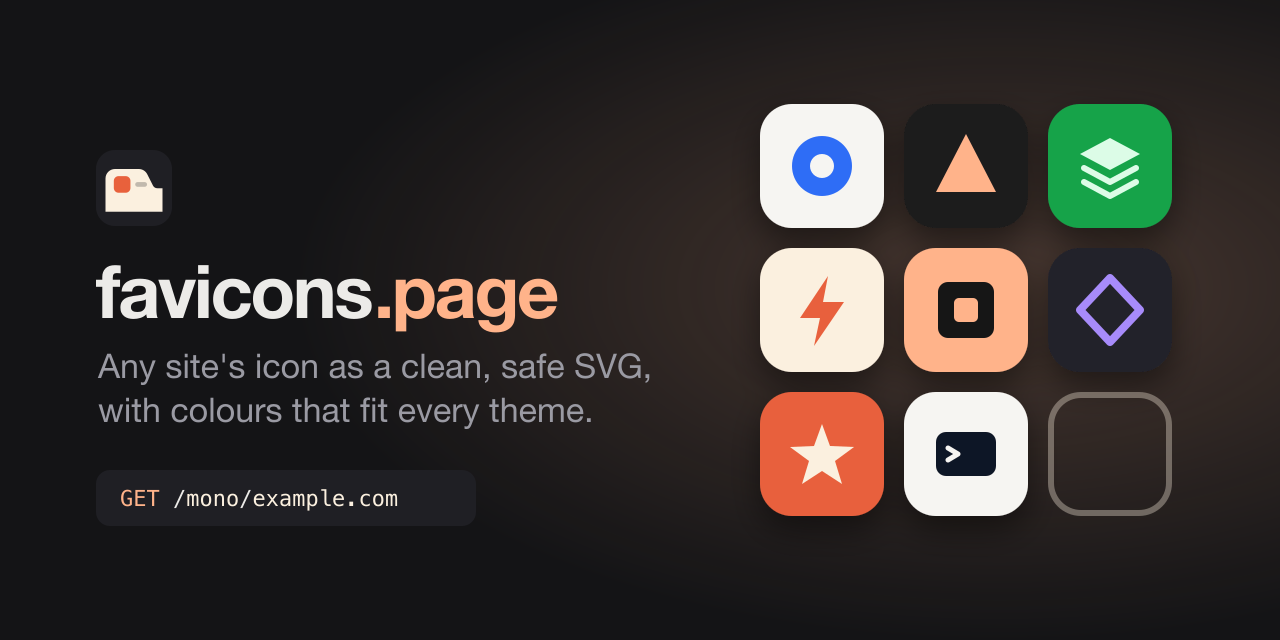 favicons.page
Any site's icon as a clean, safe SVG,
with colours that fit every theme.
GET /mono/example.com